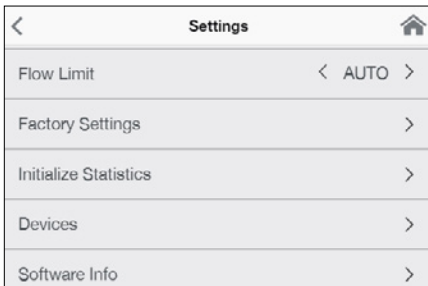 Settings
Flow Limit AUTO
Factory Settings
Initialize Statistics
Devices
Software Info